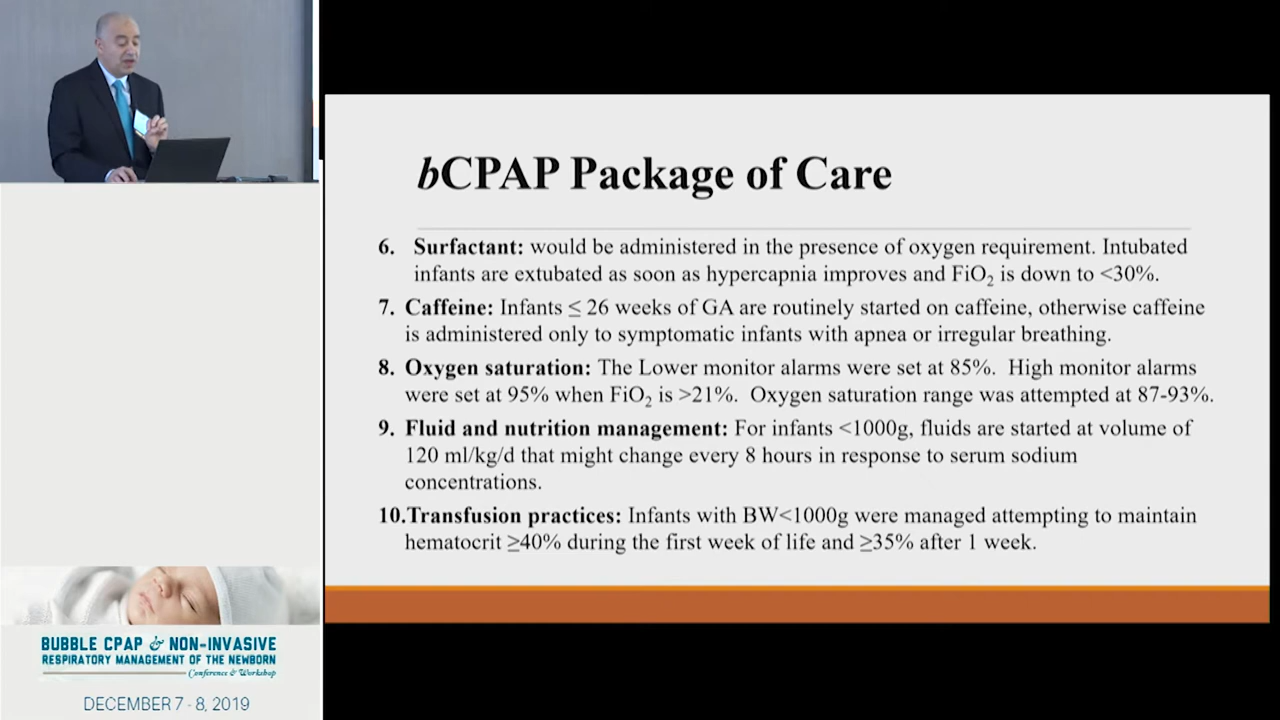 bCPAP Package of Care
6. Surfactant: would be administered in the presence of oxygen requirement. Intubated
infants are extubated as soon as hypercapnia improves and FiO₂ is down to <30%.
7. Caffeine: Infants ≤ 26 weeks of GA are routinely started on caffeine, otherwise caffeine
is administered only to symptomatic infants with apnea or irregular breathing.
8. Oxygen saturation: The Lower monitor alarms were set at 85%. High monitor alarms
were set at 95% when FiO₂ is >21%. Oxygen saturation range was attempted at 87-93%.
9. Fluid and nutrition management: For infants <1000g, fluids are started at volume of
120 ml/kg/d that might change every 8 hours in response to serum sodium
concentrations.
10.Transfusion practices: Infants with BW<1000g were managed attempting to maintain
hematocrit ≥40% during the first week of life and ≥35% after 1 week.
BUBBLE CPAP & NON-INVASIVE
RESPIRATORY MANAGEMENT OF THE NEWBORN
Conference & Workshop
DECEMBER 7 - 8, 2019